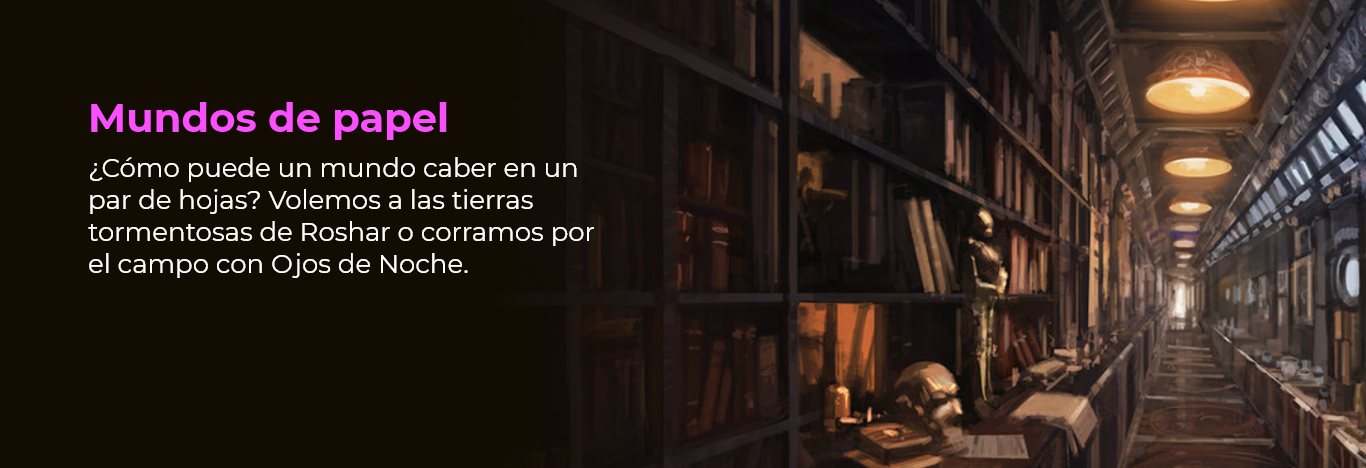 Mundos de papel
¿Cómo puede un mundo caber en un
par de hojas? Volemos a las tierras
tormentosas de Roshar o corramos por
el campo con Ojos de Noche.